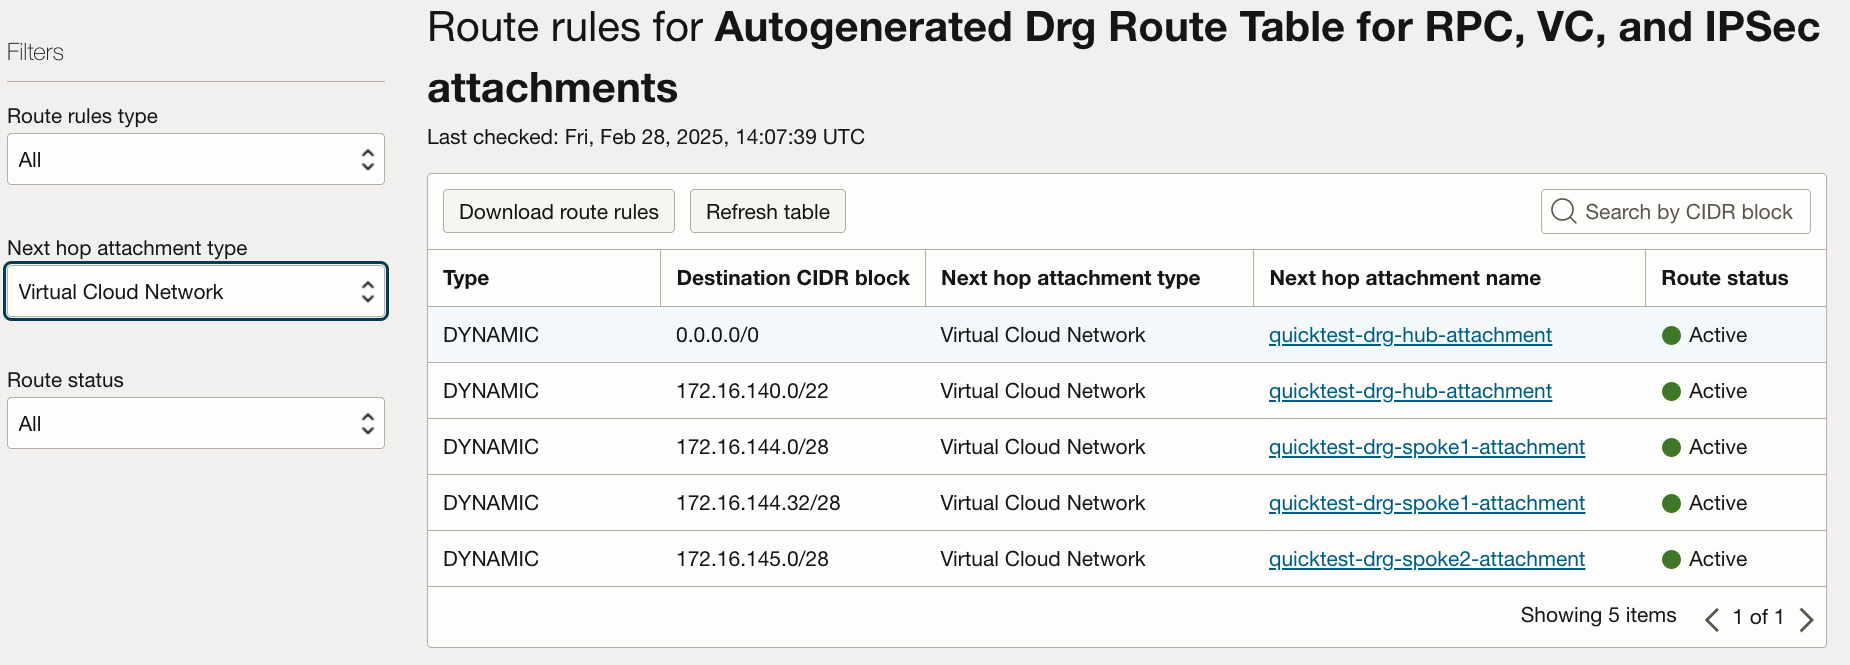 Filters
Route rules type
All
Next hop attachment type
Virtual Cloud Network
Route status
All
Route rules for Autogenerated Drg Route Table for RPC, VC, and IPSec
attachments
Last checked: Fri, Feb 28, 2025, 14:07:39 UTC
Download route rules Refresh table Search by CIDR block
Type Destination CIDR block Next hop attachment type Next hop attachment name Route status
DYNAMIC 0.0.0.0/0 Virtual Cloud Network quicktest-drg-hub-attachment Active
DYNAMIC 172.16.140.0/22 Virtual Cloud Network quicktest-drg-hub-attachment Active
DYNAMIC 172.16.144.0/28 Virtual Cloud Network quicktest-drg-spoke1-attachment Active
DYNAMIC 172.16.144.32/28 Virtual Cloud Network quicktest-drg-spoke1-attachment Active
DYNAMIC 172.16.145.0/28 Virtual Cloud Network quicktest-drg-spoke2-attachment Active
Showing 5 items 1 of 1